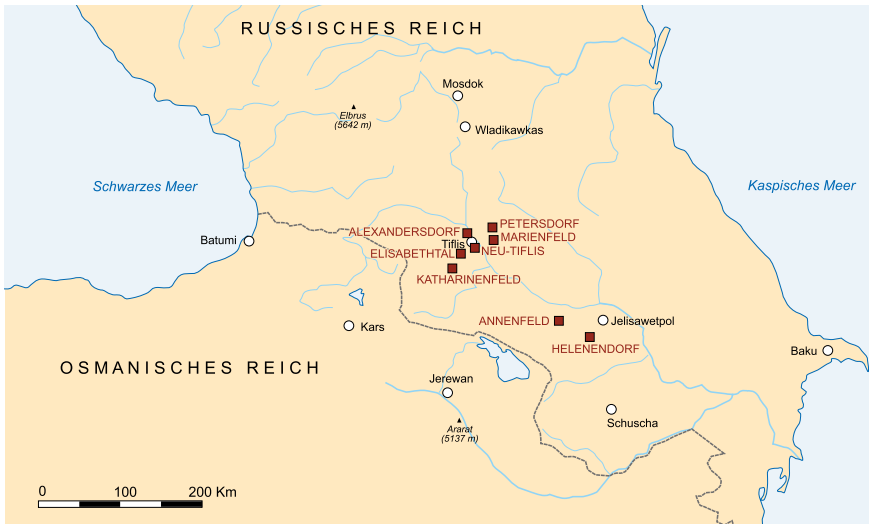 RUSSISCHES REICH
Mosdok
Elbrus
(5642 m)
Wladikawkas
Schwarzes Meer
Kaspisches Meer
PETERSDORF
ALEXANDERSDORF
MARIENFELD
Batumi
Tiflis
NEU-TIFLIS
ELISABETHTAL
KATHARINENFELD
ANNENFELD
Jelisawetpol
Kars
HELENENDORF
Baku
OSMANISCHES REICH
Jerewan
Schuscha
Ararat
(5137 m)
0 100 200 Km